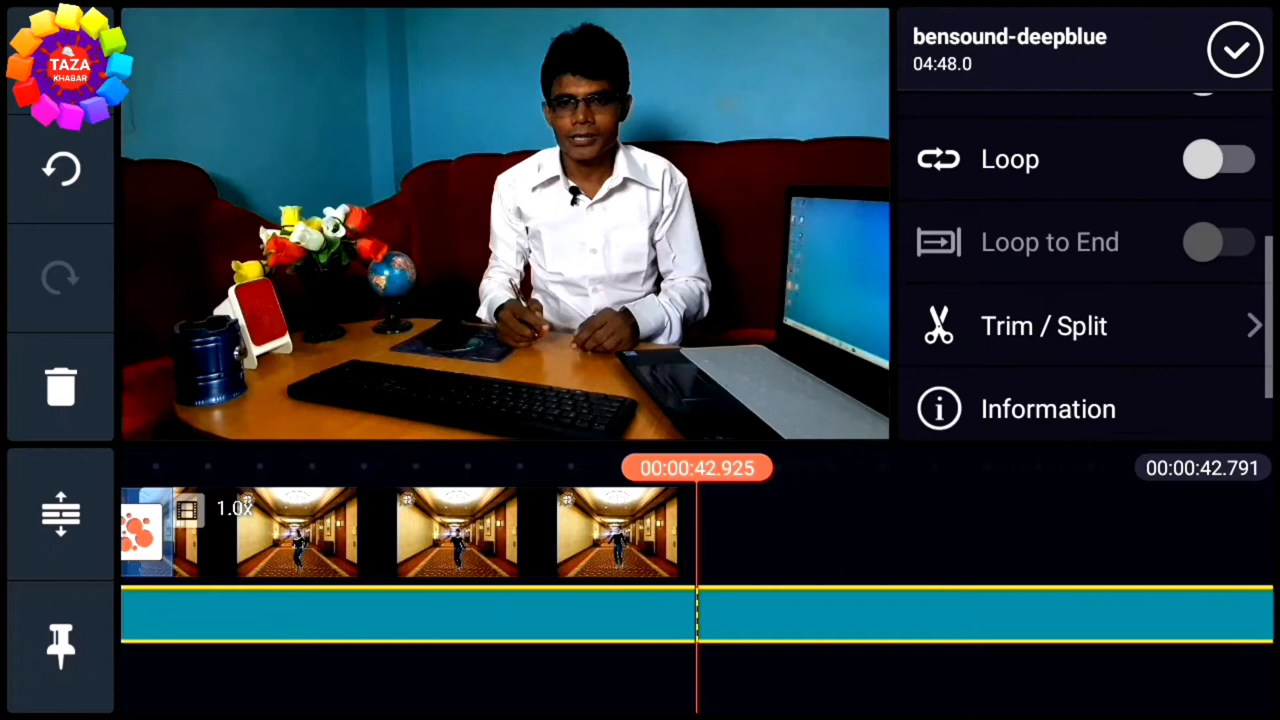 TAZA
KHABAR
bensound-deepblue
04:48.0
Loop
Loop to End
Trim / Split
Information
00:00:42.925
00:00:42.791
1.0x